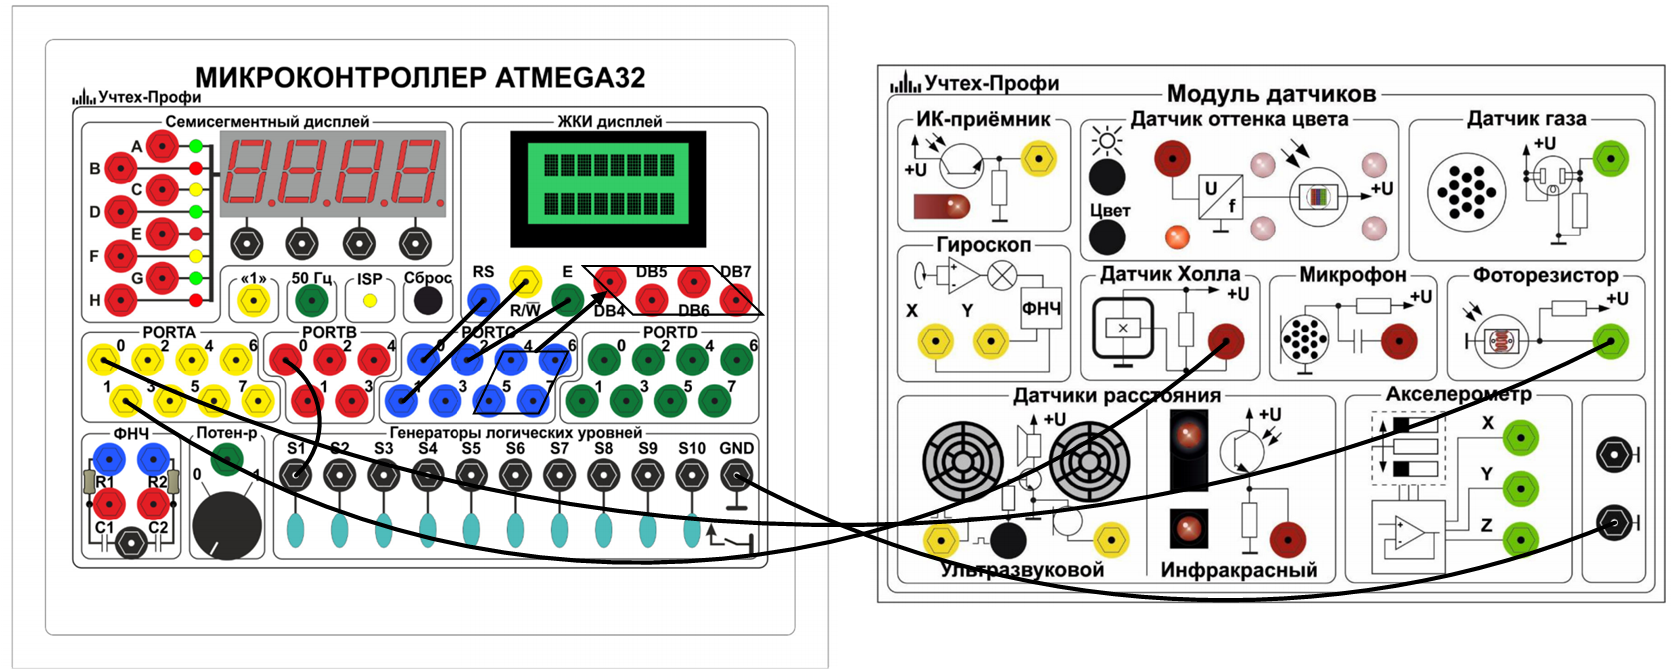 МИКРОКОНТРОЛЛЕР ATMEGA32
Учтех-Профи
Семисегментный дисплей
A
B
C
D
E
F
G
H
ЖКИ дисплей
RS
R/W̅
E
DB4
DB5
DB6
DB7
«1»
50 Гц
ISP
Сброс
PORTA
0 2 4 6
1 3 5 7
PORTB
0 2 4
1 3
PORTC
0 2 4 6
1 3 5 7
PORTD
0 2 4 6
1 3 5 7
ФНЧ
R1 R2
C1 C2
Потен-р
0 1
Генераторы логических уровней
S1 S2 S3 S4 S5 S6 S7 S8 S9 S10 GND
Учтех-Профи
Модуль датчиков
ИК-приёмник
+U
Датчик оттенка цвета
Цвет
U
f
+U
Датчик газа
+U
Гироскоп
X Y
ФНЧ
Датчик Холла
+U
Микрофон
+U
Фоторезистор
+U
Датчики расстояния
+U
Ультразвуковой
+U
Инфракрасный
Акселерометр
X
Y
Z